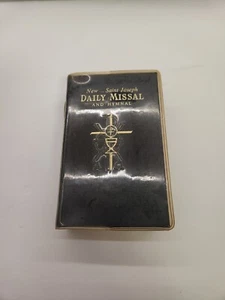 New Saint Joseph
DAILY MISSAL
AND HYMNAL